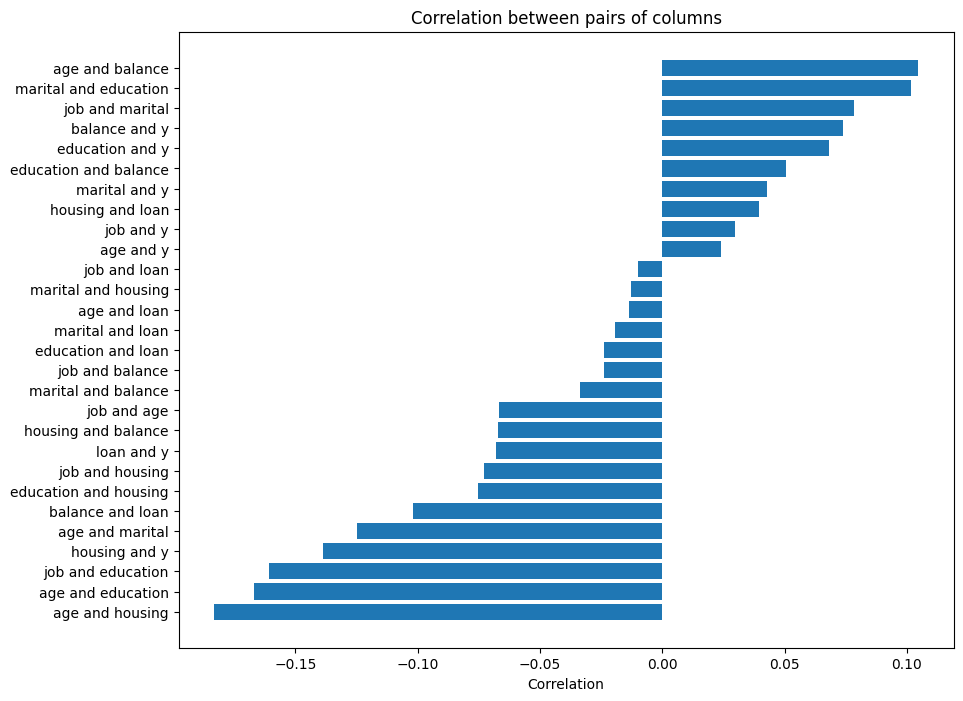 Correlation between pairs of columns
age and balance
marital and education
job and marital
balance and y
education and y
education and balance
marital and y
housing and loan
job and y
age and y
job and loan
marital and housing
age and loan
marital and loan
education and loan
job and balance
marital and balance
job and age
housing and balance
loan and y
job and housing
education and housing
balance and loan
age and marital
housing and y
job and education
age and education
age and housing
−0.15 −0.10 −0.05 0.00 0.05 0.10
Correlation